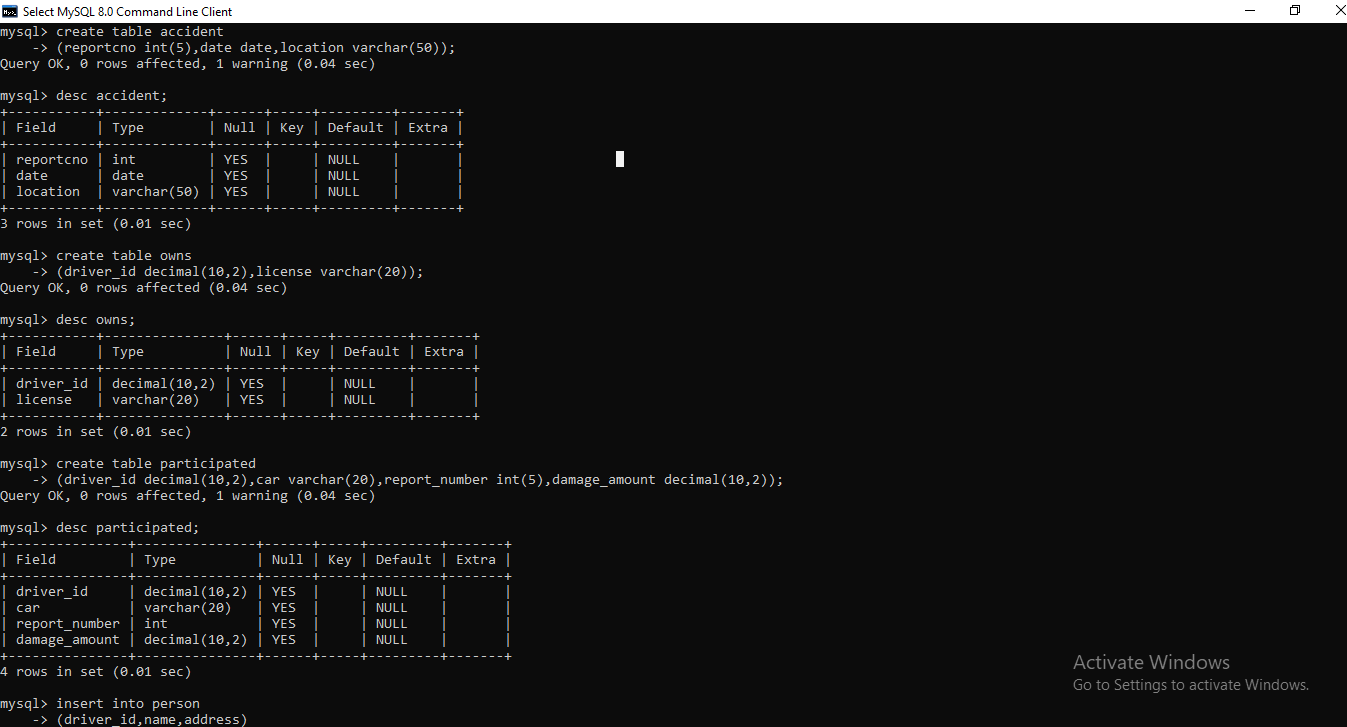 Select MySQL 8.0 Command Line Client
mysql> create table accident
    -> (reportcno int(5),date date,location varchar(50));
Query OK, 0 rows affected, 1 warning (0.04 sec)
mysql> desc accident;
+-----------+-------------+------+-----+---------+-------+
| Field     | Type        | Null | Key | Default | Extra |
+-----------+-------------+------+-----+---------+-------+
| reportcno | int         | YES  |     | NULL    |       |
| date      | date        | YES  |     | NULL    |       |
| location  | varchar(50) | YES  |     | NULL    |       |
+-----------+-------------+------+-----+---------+-------+
3 rows in set (0.01 sec)
mysql> create table owns
    -> (driver_id decimal(10,2),license varchar(20));
Query OK, 0 rows affected (0.04 sec)
mysql> desc owns;
+-----------+---------------+------+-----+---------+-------+
| Field     | Type          | Null | Key | Default | Extra |
+-----------+---------------+------+-----+---------+-------+
| driver_id | decimal(10,2) | YES  |     | NULL    |       |
| license   | varchar(20)   | YES  |     | NULL    |       |
+-----------+---------------+------+-----+---------+-------+
2 rows in set (0.01 sec)
mysql> create table participated
    -> (driver_id decimal(10,2),car varchar(20),report_number int(5),damage_amount decimal(10,2));
Query OK, 0 rows affected, 1 warning (0.04 sec)
mysql> desc participated;
+---------------+---------------+------+-----+---------+-------+
| Field         | Type          | Null | Key | Default | Extra |
+---------------+---------------+------+-----+---------+-------+
| driver_id     | decimal(10,2) | YES  |     | NULL    |       |
| car           | varchar(20)   | YES  |     | NULL    |       |
| report_number | int           | YES  |     | NULL    |       |
| damage_amount | decimal(10,2) | YES  |     | NULL    |       |
+---------------+---------------+------+-----+---------+-------+
4 rows in set (0.01 sec)
mysql> insert into person
    -> (driver_id,name,address)
Activate Windows
Go to Settings to activate Windows.